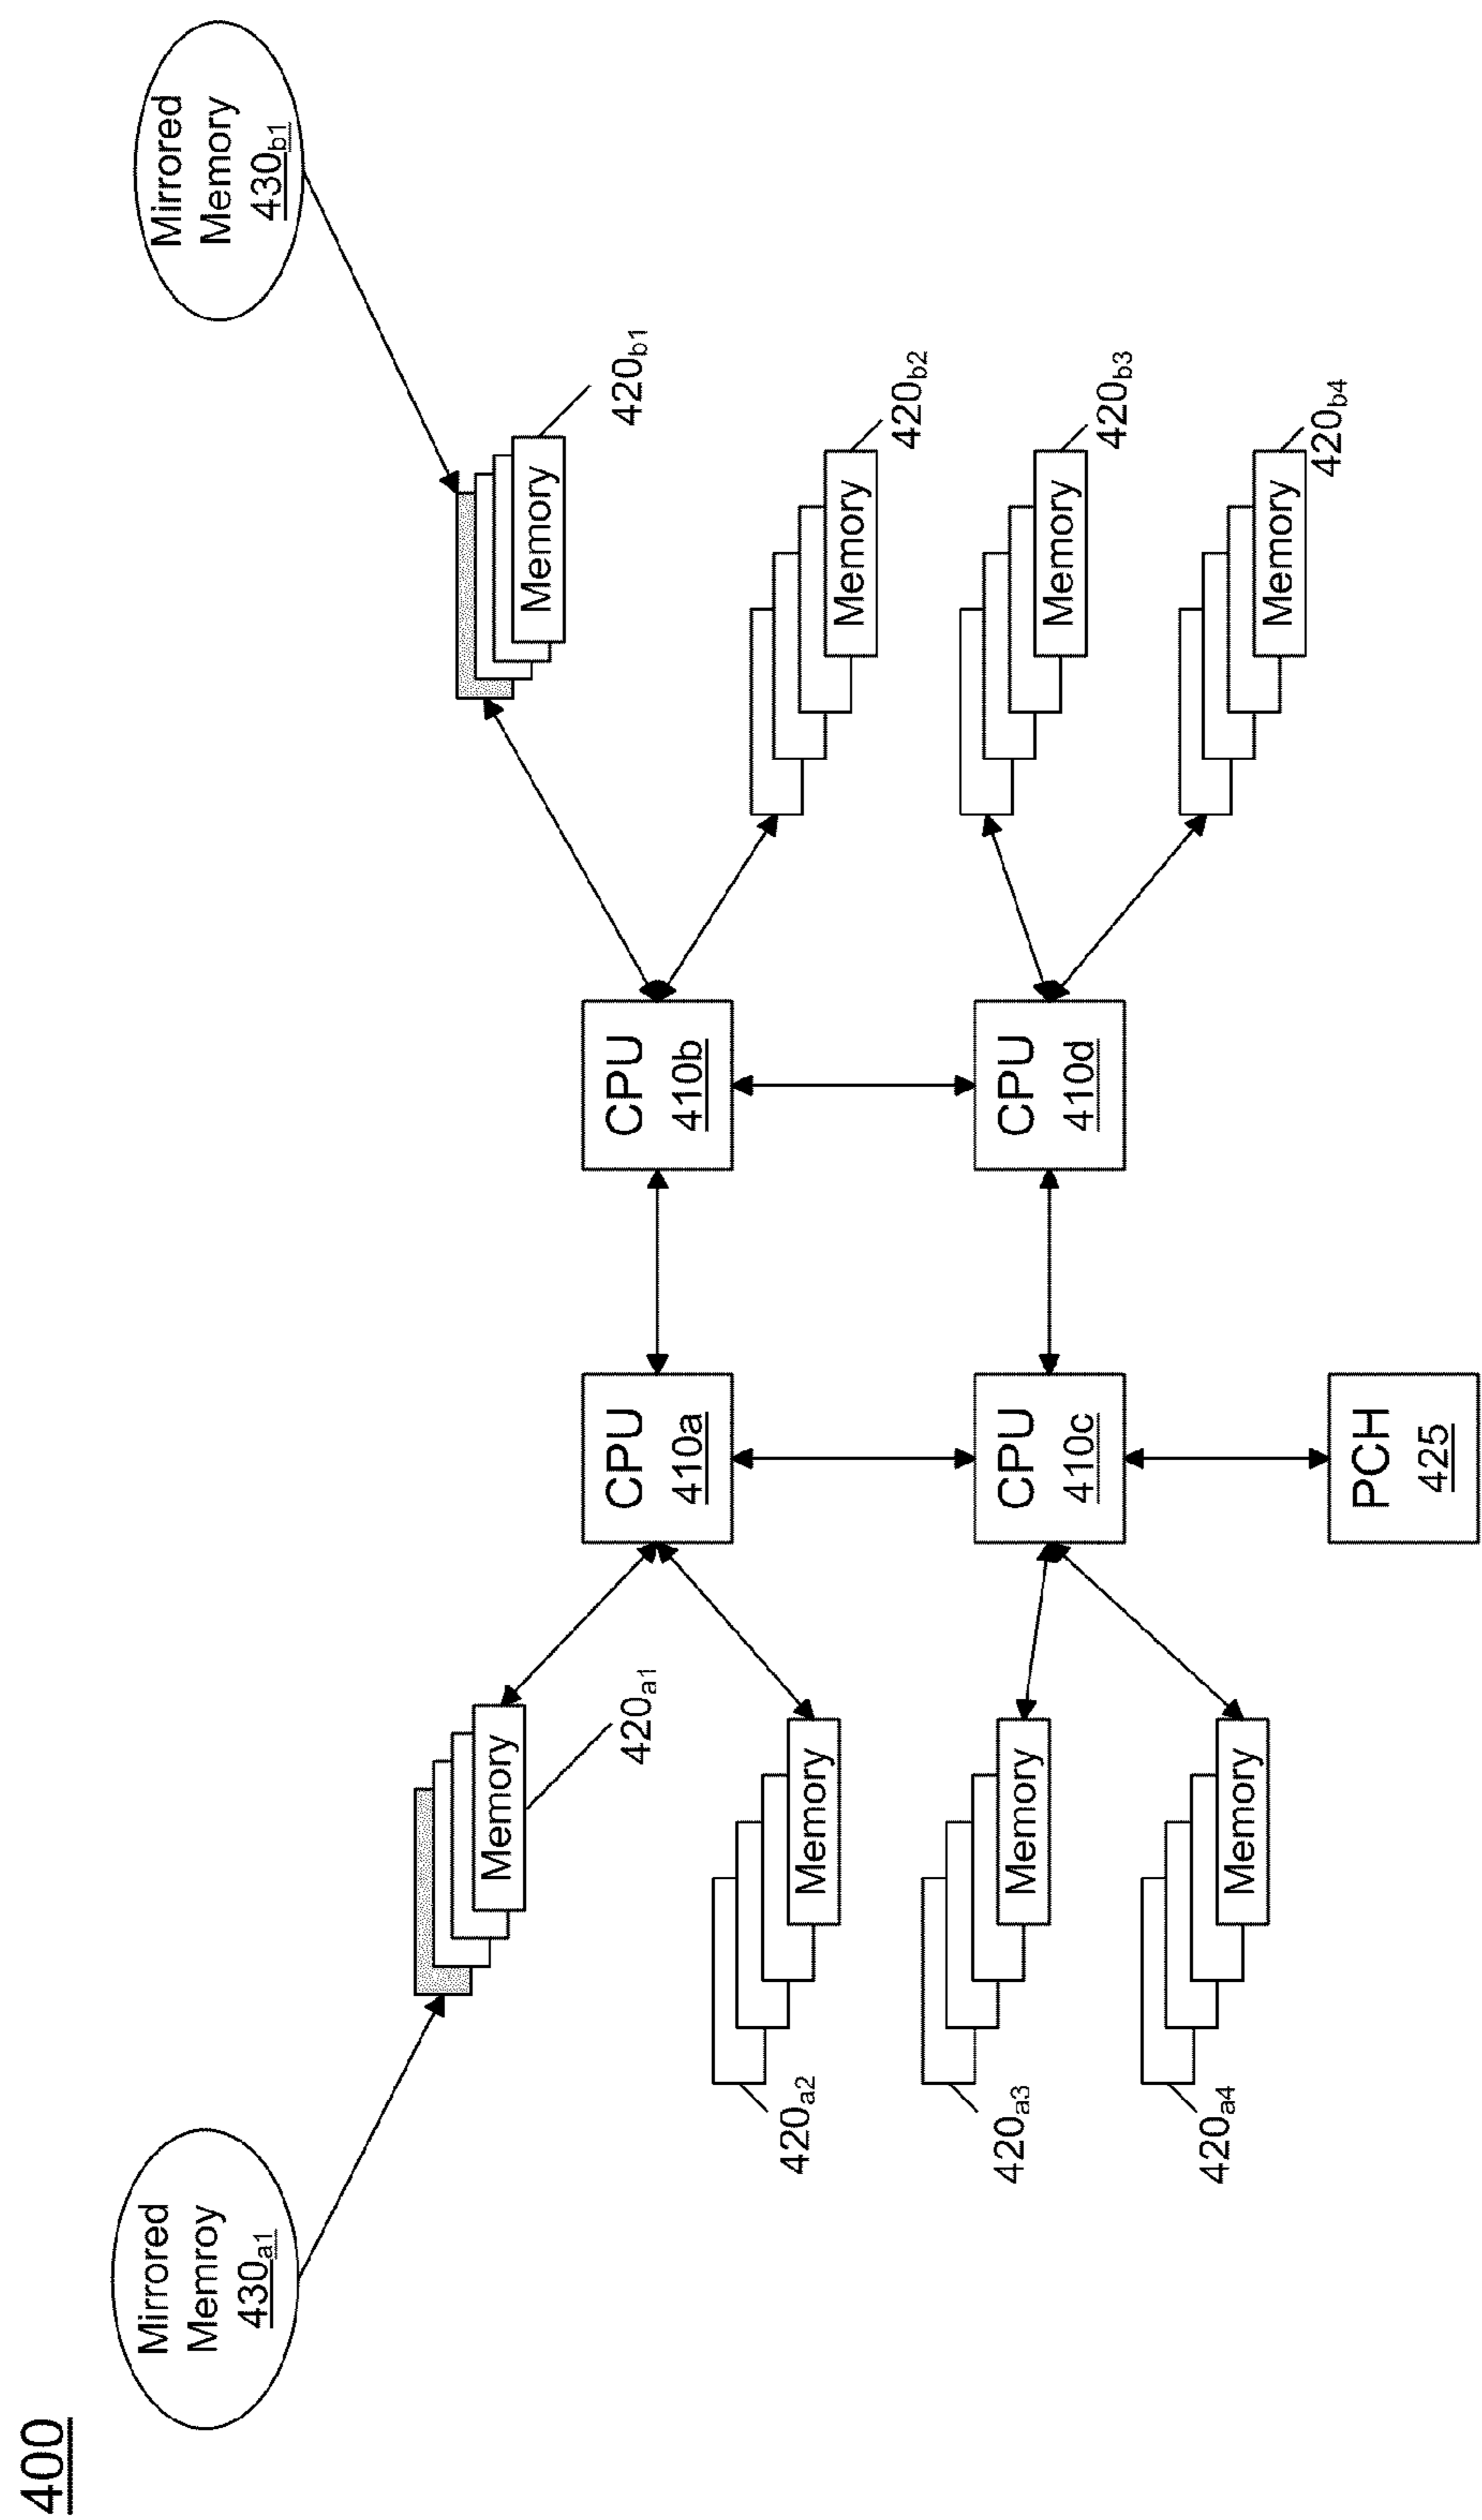 400
Mirrored
Memroy
430a1
Mirrored
Memory
430b1
Memory
420a1
Memory
420b1
CPU
410a
CPU
410b
Memory
420a2
Memory
420b2
Memory
420a3
CPU
410c
CPU
410d
Memory
420b3
Memory
420a4
Memory
420b4
PCH
425